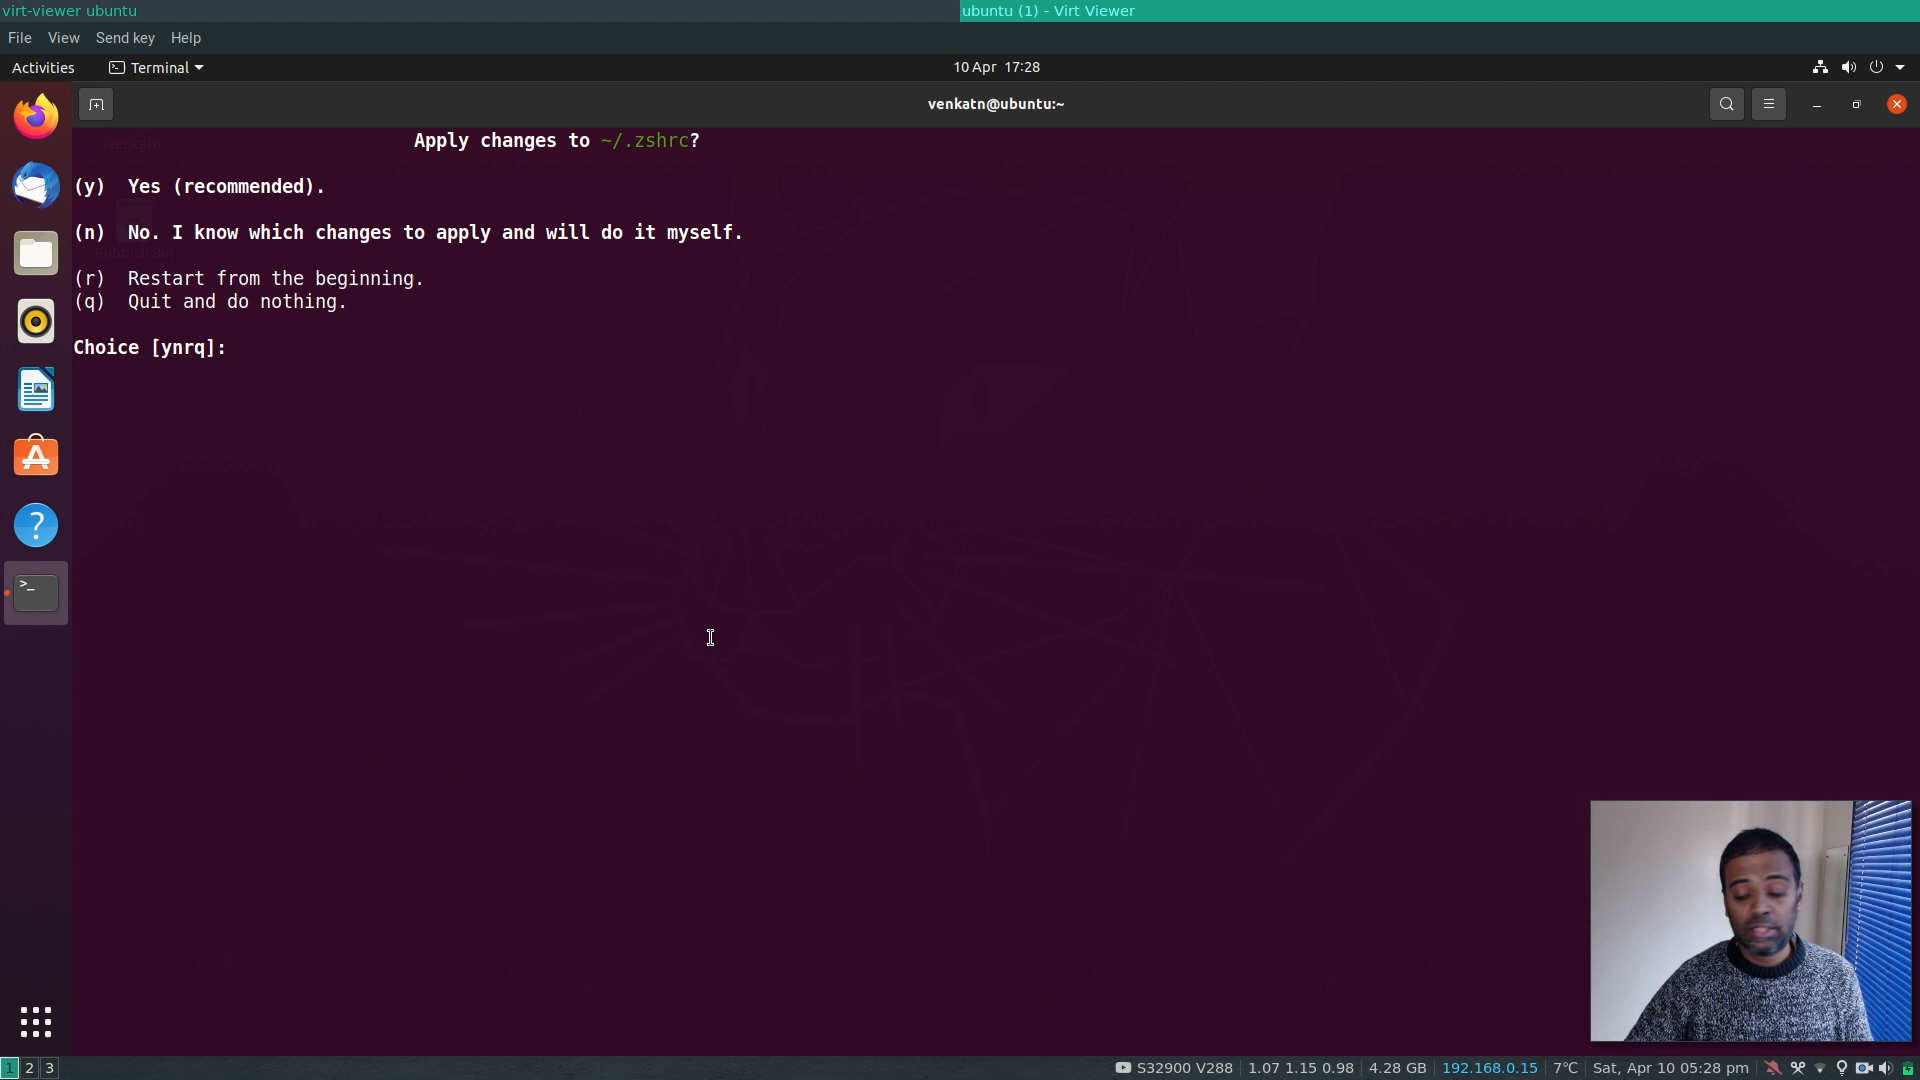 virt-viewer ubuntu
ubuntu (1) - Virt Viewer
File View Send key Help
Activities Terminal 10 Apr 17:28
venkatn@ubuntu:~
Apply changes to ~/.zshrc?
(y) Yes (recommended).
(n) No. I know which changes to apply and will do it myself.
(r) Restart from the beginning.
(q) Quit and do nothing.
Choice [ynrq]:
1 2 3 S32900 V288 1.07 1.15 0.98 4.28 GB 192.168.0.15 7°C Sat, Apr 10 05:28 pm